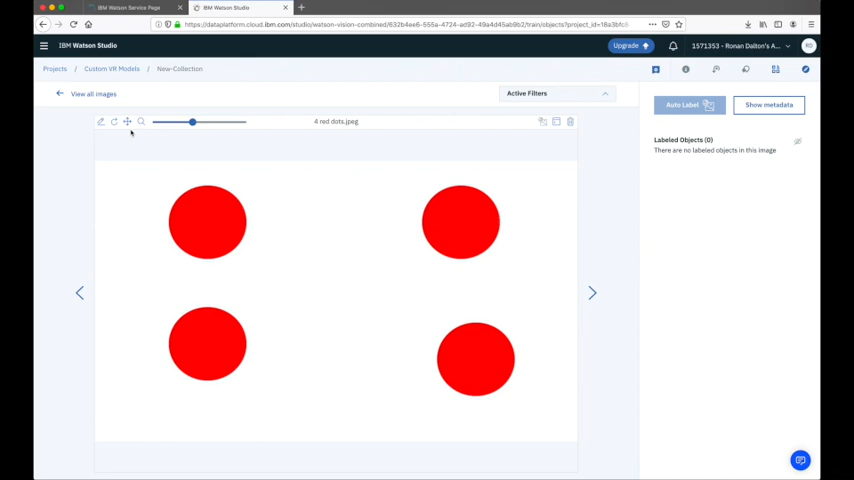 IBM Watson Service Page
IBM Watson Studio
https://dataplatform.cloud.ibm.com/studio/watson-vision-combined/632b4ee6-555a-4724-ad92-49a4d45ab9b2/train/objects?project_id=18a3bfc
IBM Watson Studio
Upgrade
1571353 - Ronan Dalton's A...
RD
Projects / Custom VR Models / New-Collection
View all images
Active Filters
Auto Label
Show metadata
4 red dots.jpeg
Labeled Objects (0)
There are no labeled objects in this image